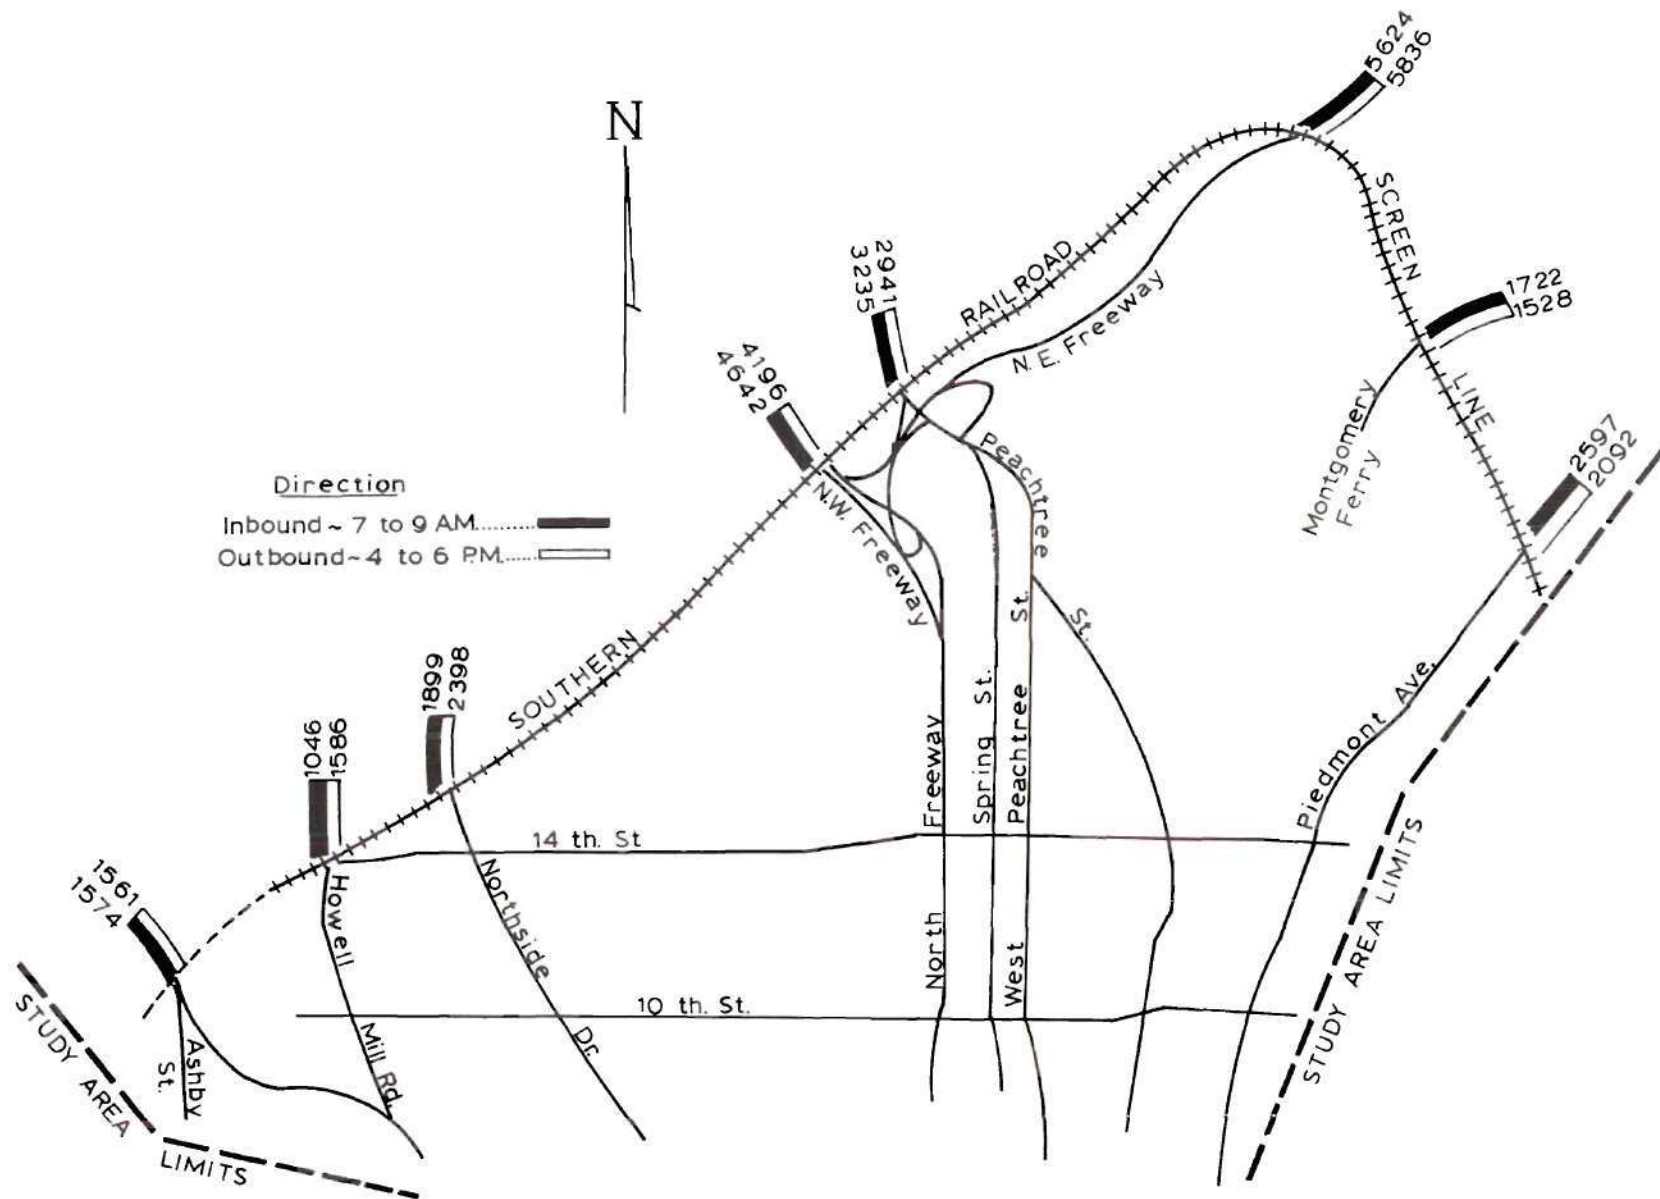 N
5624
5836
SCREEN
LINE
1722
1528
2941
3235
RAILROAD
N. E. Freeway
4196
4642
Peachtree
St.
Montgomery
Ferry
2597
2092
Direction
Inbound ~ 7 to 9 A.M.
Outbound ~ 4 to 6 P.M.
N.W. Freeway
SOUTHERN
1899
2398
1046
1586
North Freeway
Spring St.
West Peachtree St.
Piedmont Ave.
14 th. St
Howell Mill Rd.
Northside Dr.
1561
1574
10 th. St.
Ashby
St.
STUDY AREA
LIMITS
STUDY AREA LIMITS